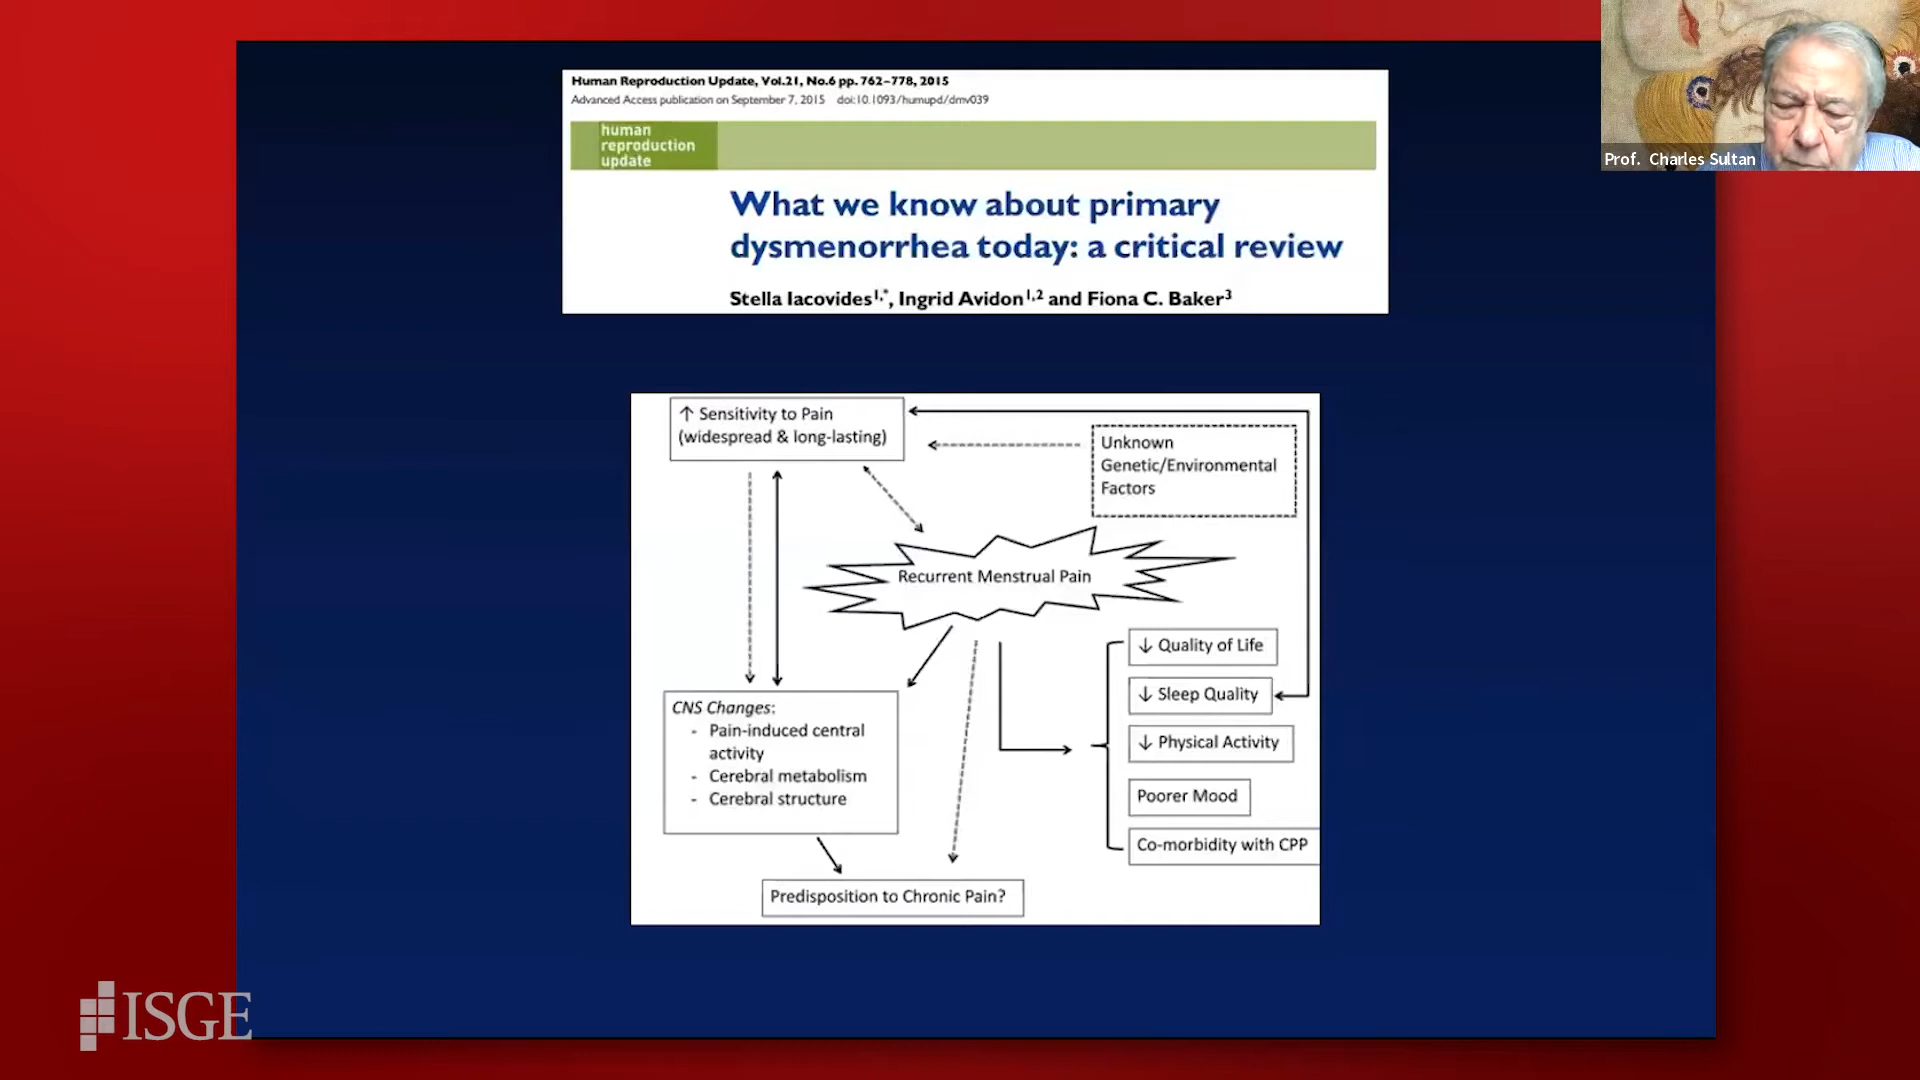 Human Reproduction Update, Vol.21, No.6 pp. 762–778, 2015
Advanced Access publication on September 7, 2015 doi:10.1093/humupd/dmv039
human
reproduction
update
What we know about primary
dysmenorrhea today: a critical review
Stella Iacovides1,*, Ingrid Avidon1,2 and Fiona C. Baker3
Prof. Charles Sultan
↑ Sensitivity to Pain
(widespread & long-lasting)
Unknown
Genetic/Environmental
Factors
Recurrent Menstrual Pain
↓ Quality of Life
↓ Sleep Quality
↓ Physical Activity
Poorer Mood
Co-morbidity with CPP
CNS Changes:
- Pain-induced central
activity
- Cerebral metabolism
- Cerebral structure
Predisposition to Chronic Pain?
ISGE